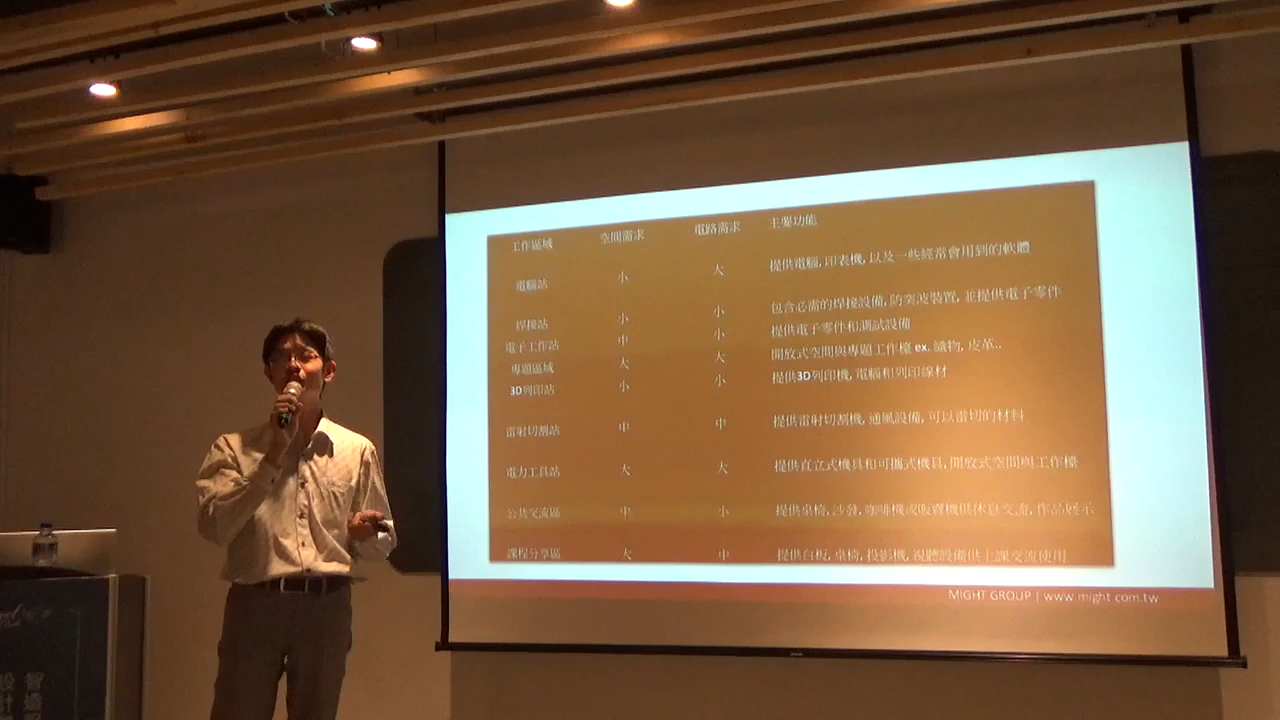 工作區域 空間需求 電路需求 主要功能
電腦站 小 大 提供電腦, 印表機, 以及一些經常會用到的軟體
焊接站 小 小 包含必需的焊接設備, 防突波裝置, 並提供電子零件
電子工作站 中 小 提供電子零件和測試設備
專題區域 大 大 開放式空間與專題工作檯 ex. 織物, 皮革..
3D列印站 小 小 提供3D列印機, 電腦和列印線材
雷射切割站 中 中 提供雷射切割機, 通風設備, 可以雷切的材料
電力工具站 大 大 提供直立式機具和可攜式機具, 開放式空間與工作檯
公共交流區 中 小 提供桌椅, 沙發, 咖啡機或販賣機供休息交流, 作品展示
課程分享區 大 中 提供白板, 桌椅, 投影機, 視聽設備供上課交流使用
MIGHT GROUP | www.might.com.tw
智造
設計